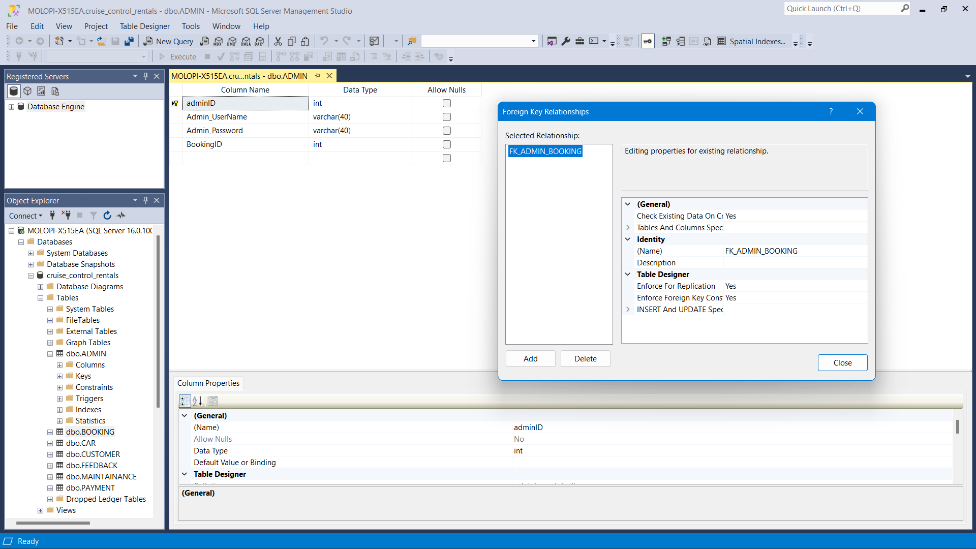 MOLOPI-X515EA.cruise_control_rentals - dbo.ADMIN - Microsoft SQL Server Management Studio
Quick Launch (Ctrl+Q)
File Edit View Project Table Designer Tools Window Help
New Query
Spatial Indexes...
Execute
Registered Servers
Database Engine
Object Explorer
Connect
MOLOPI-X515EA (SQL Server 16.0.100
Databases
System Databases
Database Snapshots
cruise_control_rentals
Database Diagrams
Tables
System Tables
FileTables
External Tables
Graph Tables
dbo.ADMIN
Columns
Keys
Constraints
Triggers
Indexes
Statistics
dbo.BOOKING
dbo.CAR
dbo.CUSTOMER
dbo.FEEDBACK
dbo.MAINTAINANCE
dbo.PAYMENT
Dropped Ledger Tables
Views
MOLOPI-X515EA.cru...ntals - dbo.ADMIN
Column Name Data Type Allow Nulls
adminID int
Admin_UserName varchar(40)
Admin_Password varchar(40)
BookingID int
Foreign Key Relationships ?
Selected Relationship:
FK_ADMIN_BOOKING
Editing properties for existing relationship.
(General)
Check Existing Data On Cr Yes
Tables And Columns Spec
Identity
(Name) FK_ADMIN_BOOKING
Description
Table Designer
Enforce For Replication Yes
Enforce Foreign Key Cons Yes
INSERT And UPDATE Spec
Add Delete Close
Column Properties
(General)
(Name) adminID
Allow Nulls No
Data Type int
Default Value or Binding
Table Designer
(General)
Ready